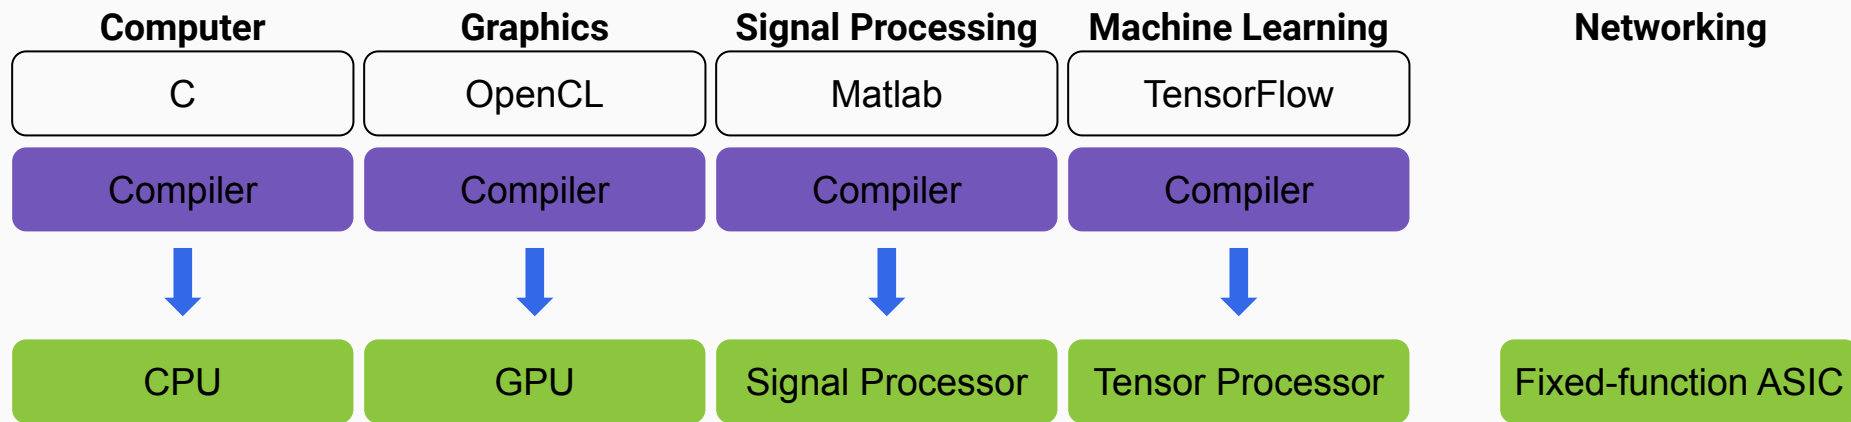 Computer
Graphics
Signal Processing
Machine Learning
Networking
C
OpenCL
Matlab
TensorFlow
Compiler
Compiler
Compiler
Compiler
CPU
GPU
Signal Processor
Tensor Processor
Fixed-function ASIC